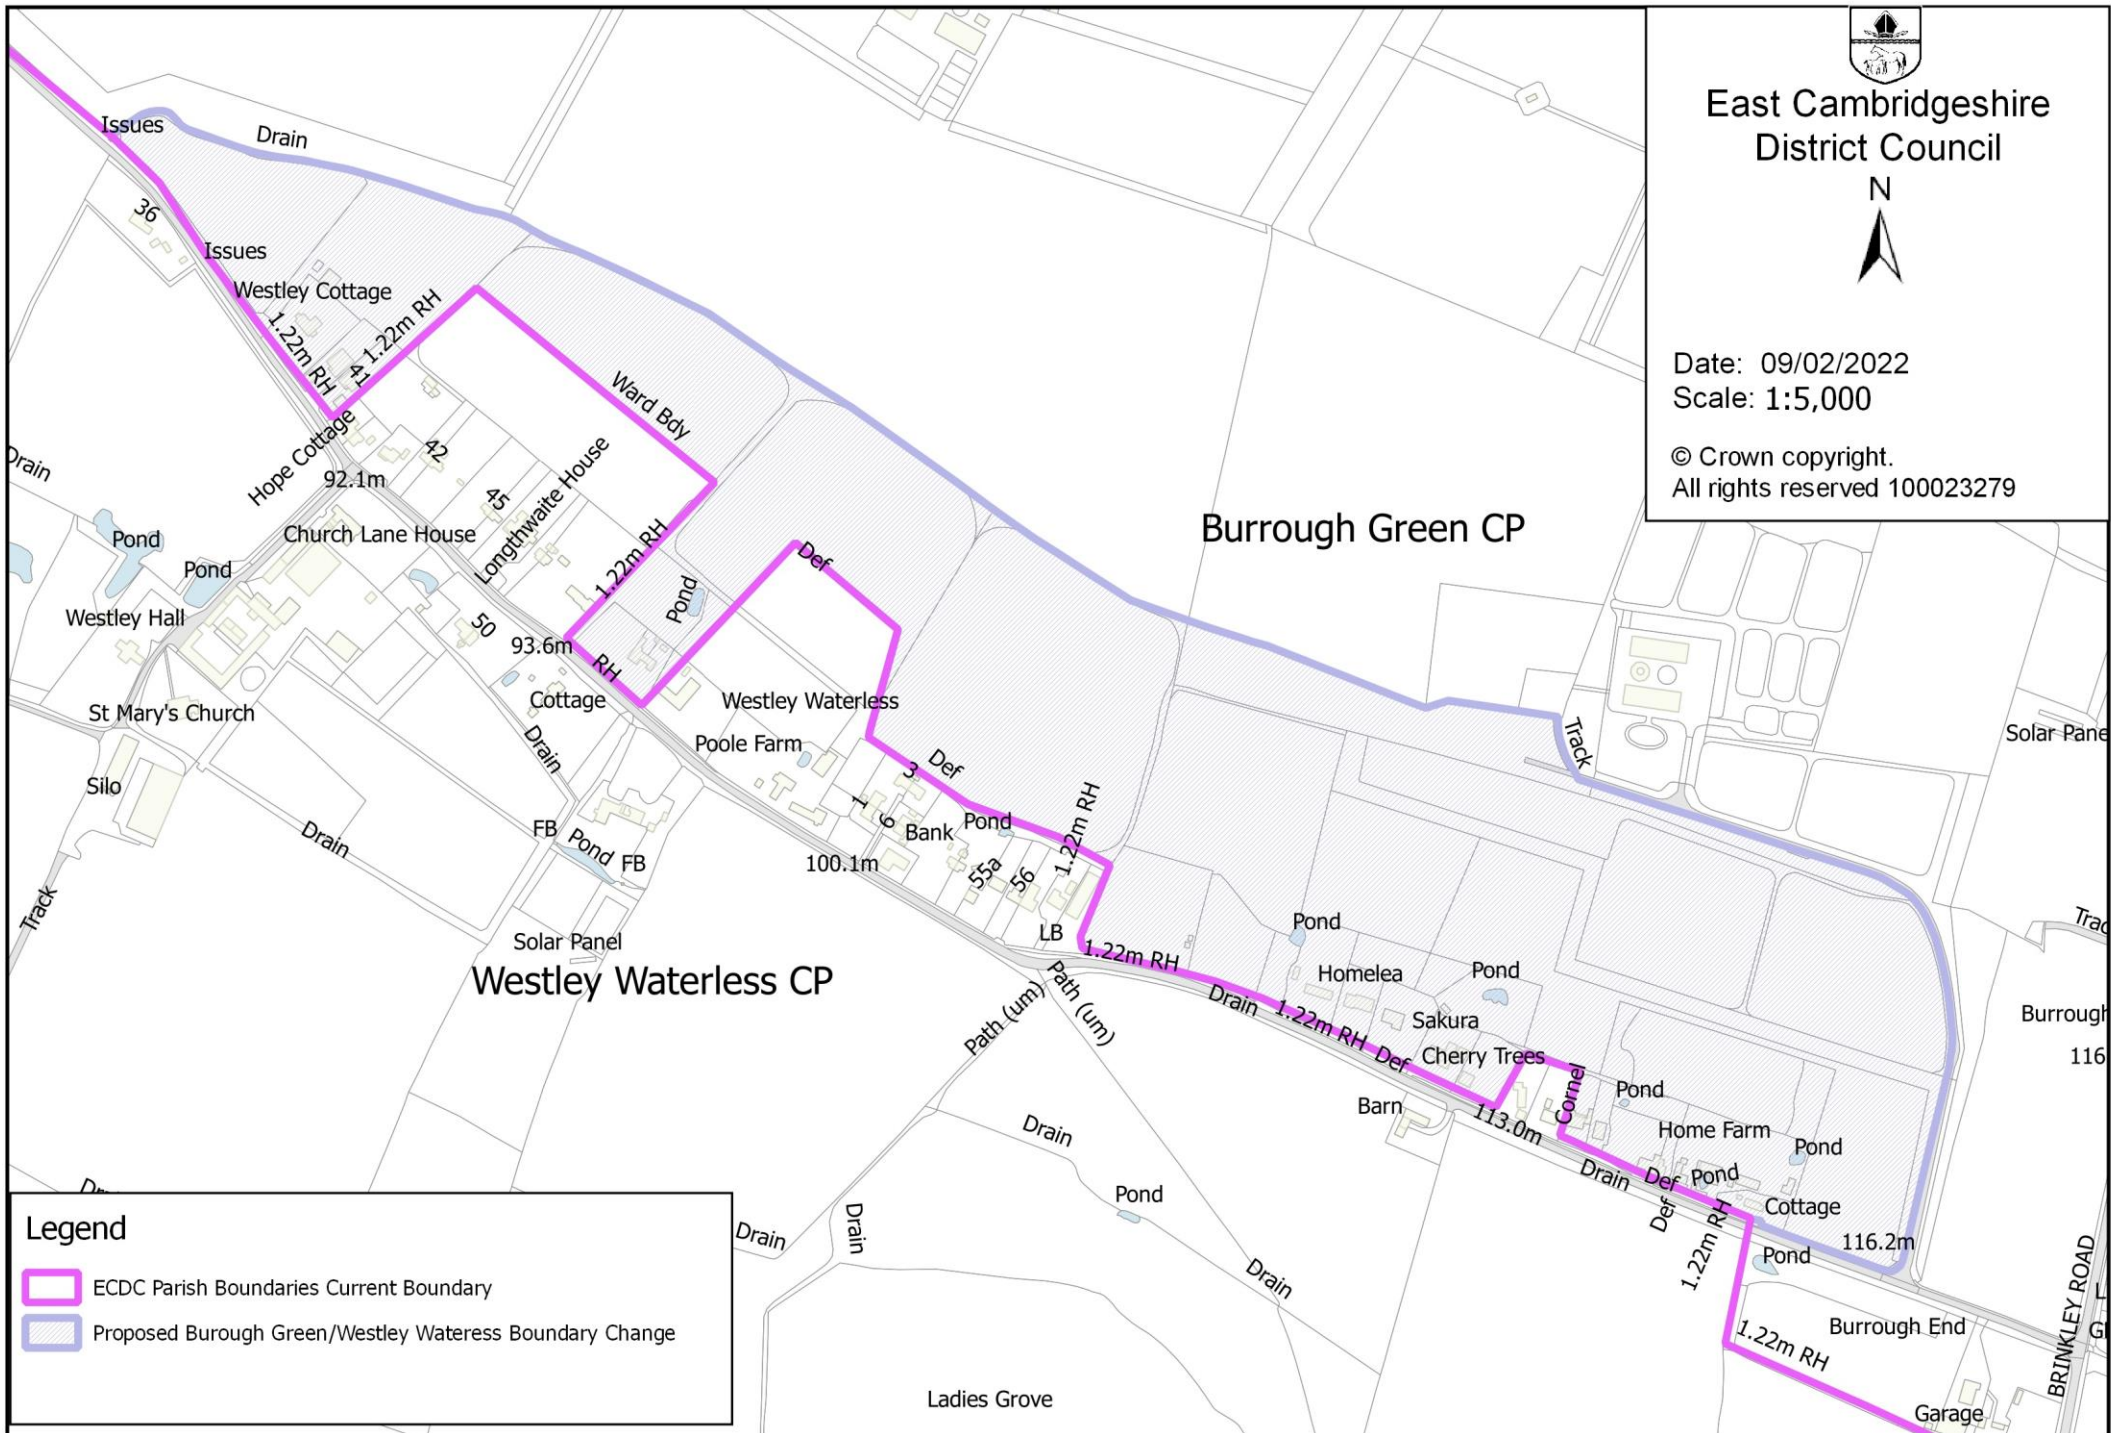 East Cambridgeshire
District Council
N
Date: 09/02/2022
Scale: 1:5,000
© Crown copyright.
All rights reserved 100023279
Issues
Drain
36
Issues
Westley Cottage
1.22m RH
1.22m RH
41
Hope Cottage
Ward Bdy
42
92.1m
Drain
45
Longthwaite House
Church Lane House
Burrough Green CP
Pond
Pond
1.22m RH
Def
Pond
Westley Hall
50
93.6m
RH
Cottage
Westley Waterless
St Mary's Church
Drain
Poole Farm
Track
Solar Pane
Silo
3
Def
1
6
Bank
Pond
1.22m RH
Drain
FB
Pond
FB
100.1m
55a
56
Track
Solar Panel
LB
1.22m RH
Pond
Trac
Westley Waterless CP
Path (um)
Path (um)
Drain
Homelea
Pond
1.22m RH
Sakura
Burrough
Def
Cherry Trees
116
Cornel
Pond
Barn
113.0m
Drain
Home Farm
Pond
Drain
Def
Pond
Def
Pond
Cottage
1.22m RH
116.2m
Pond
Drain
Drain
Drain
BRINKLEY ROAD
L
Burrough End
1.22m RH
Ladies Grove
Garage
Legend
ECDC Parish Boundaries Current Boundary
Proposed Burough Green/Westley Wateress Boundary Change